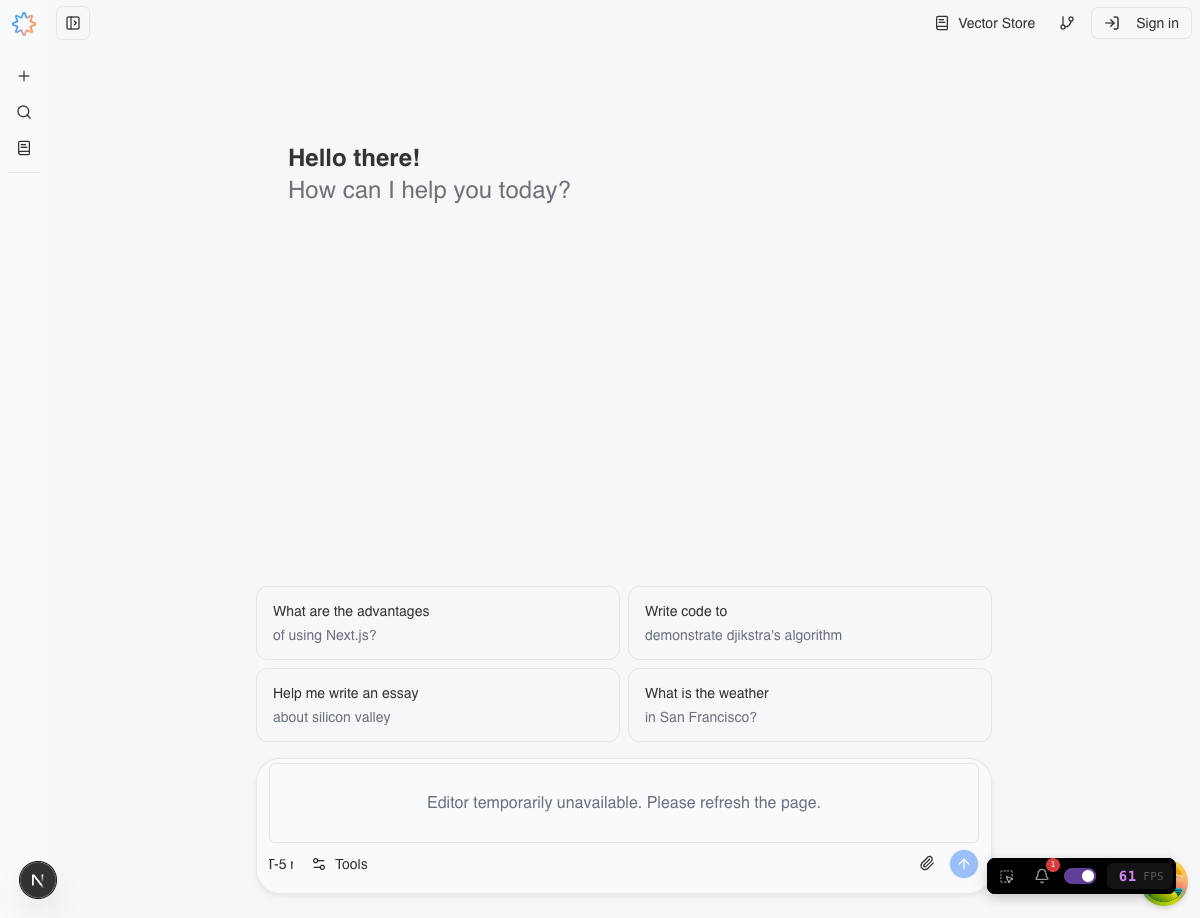 Vector Store
Sign in
Hello there!
How can I help you today?
What are the advantages
of using Next.js?
Write code to
demonstrate djikstra's algorithm
Help me write an essay
about silicon valley
What is the weather
in San Francisco?
Editor temporarily unavailable. Please refresh the page.
T-5
Tools
N
1
61 FPS